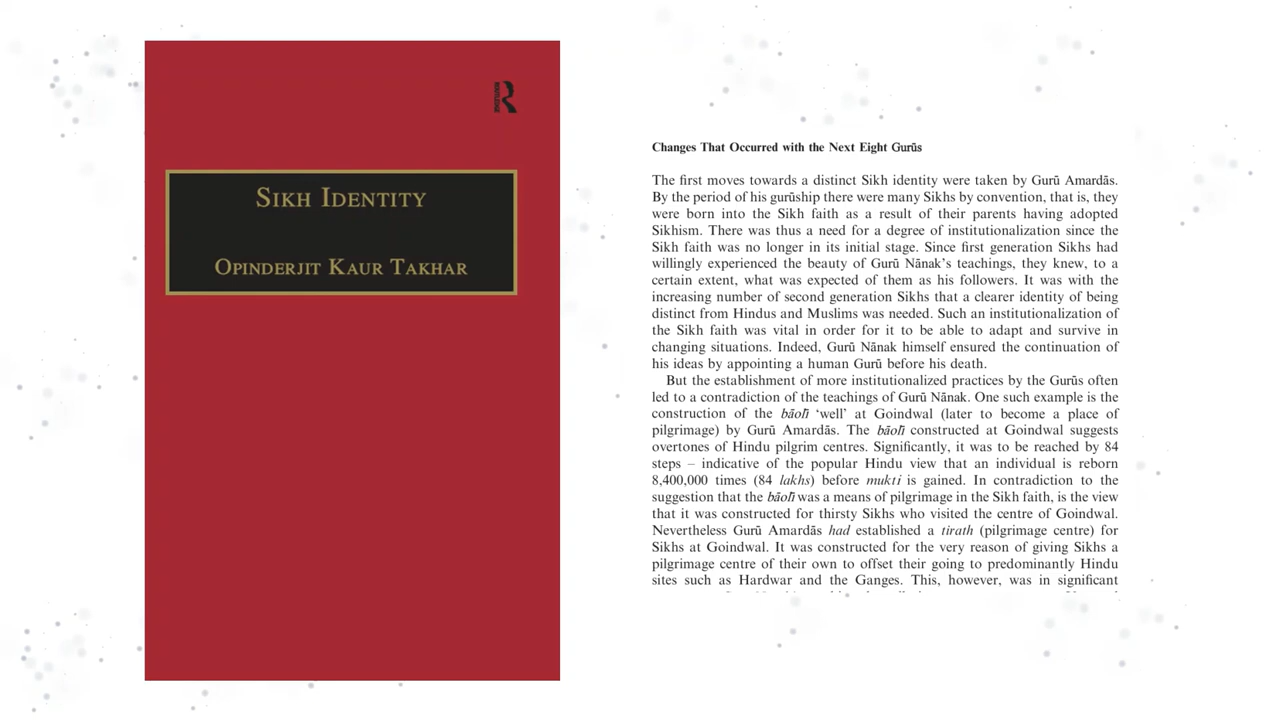 ROUTLEDGE
R
SIKH IDENTITY
OPINDERJIT KAUR TAKHAR
Changes That Occurred with the Next Eight Gurūs
The first moves towards a distinct Sikh identity were taken by Gurū Amardās.
By the period of his gurūship there were many Sikhs by convention, that is, they
were born into the Sikh faith as a result of their parents having adopted
Sikhism. There was thus a need for a degree of institutionalization since the
Sikh faith was no longer in its initial stage. Since first generation Sikhs had
willingly experienced the beauty of Gurū Nānak's teachings, they knew, to a
certain extent, what was expected of them as his followers. It was with the
increasing number of second generation Sikhs that a clearer identity of being
distinct from Hindus and Muslims was needed. Such an institutionalization of
the Sikh faith was vital in order for it to be able to adapt and survive in
changing situations. Indeed, Gurū Nānak himself ensured the continuation of
his ideas by appointing a human Gurū before his death.
But the establishment of more institutionalized practices by the Gurūs often
led to a contradiction of the teachings of Gurū Nānak. One such example is the
construction of the bāolī ‘well’ at Goindwal (later to become a place of
pilgrimage) by Gurū Amardās. The bāolī constructed at Goindwal suggests
overtones of Hindu pilgrim centres. Significantly, it was to be reached by 84
steps – indicative of the popular Hindu view that an individual is reborn
8,400,000 times (84 lakhs) before mukti is gained. In contradiction to the
suggestion that the bāolī was a means of pilgrimage in the Sikh faith, is the view
that it was constructed for thirsty Sikhs who visited the centre of Goindwal.
Nevertheless Gurū Amardās had established a tirath (pilgrimage centre) for
Sikhs at Goindwal. It was constructed for the very reason of giving Sikhs a
pilgrimage centre of their own to offset their going to predominantly Hindu
sites such as Hardwar and the Ganges. This, however, was in significant